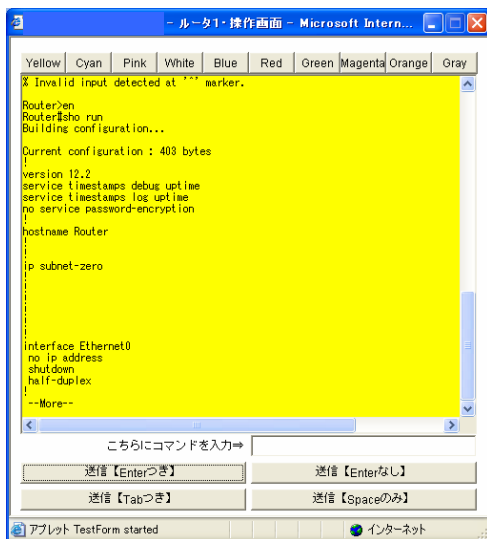 - ルータ1・操作画面 - Microsoft Intern...
Yellow Cyan Pink White Blue Red Green Magenta Orange Gray
% Invalid input detected at '^' marker.
Router>en
Router#sho run
Building configuration...
Current configuration : 403 bytes
!
version 12.2
service timestamps debug uptime
service timestamps log uptime
no service password-encryption
!
hostname Router
!
!
ip subnet-zero
!
!
!
!
!
!
interface Ethernet0
no ip address
shutdown
half-duplex
!
--More--
こちらにコマンドを入力⇒
送信【Enterつき】 送信【Enterなし】
送信【Tabつき】 送信【Spaceのみ】
アプレット TestForm started インターネット